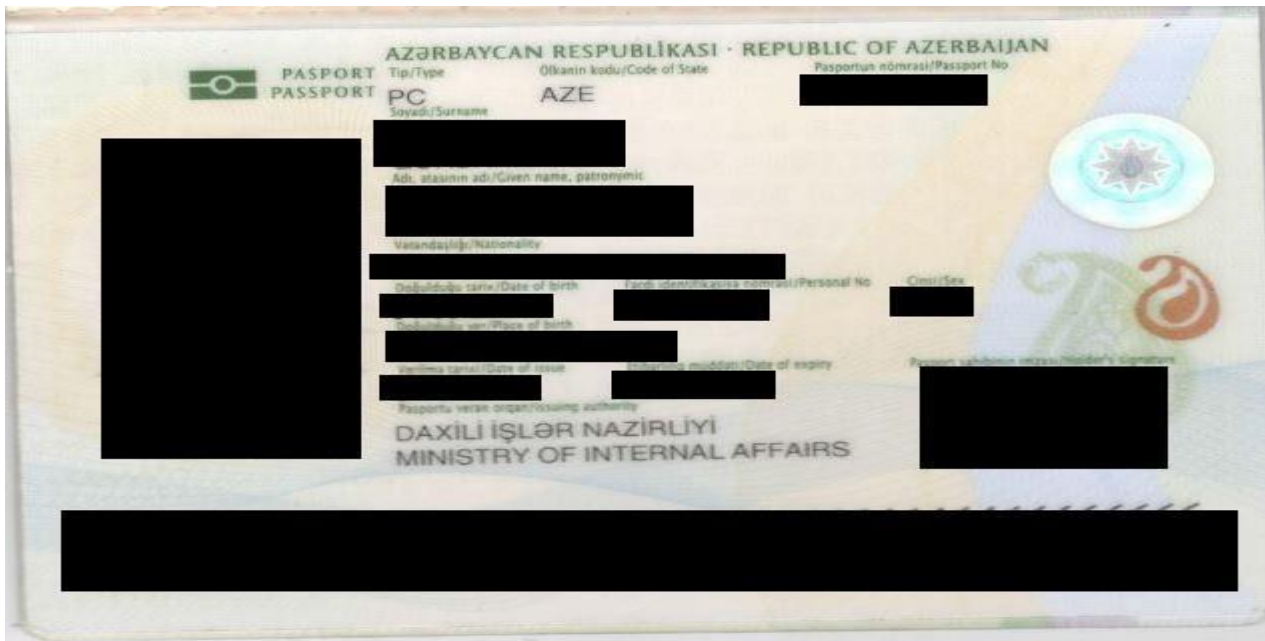 AZƏRBAYCAN RESPUBLİKASI · REPUBLIC OF AZERBAIJAN
PASPORT
PASSPORT
Tip/Type
Ölkənin kodu/Code of State
Pasportun nömrəsi/Passport No
PC
AZE
Soyadı/Surname
Adı, atasının adı/Given name, patronymic
Vətəndaşlığı/Nationality
Doğulduğu tarix/Date of birth
Fərdi identifikasiya nömrəsi/Personal No
Cinsi/Sex
Doğulduğu yer/Place of birth
Verilmə tarixi/Date of issue
müddəti/Date of expiry
Pasport sahibinin imzası/Holder's signature
Pasportu verən orqan/Issuing authority
DAXİLİ İŞLƏR NAZİRLİYİ
MINISTRY OF INTERNAL AFFAIRS